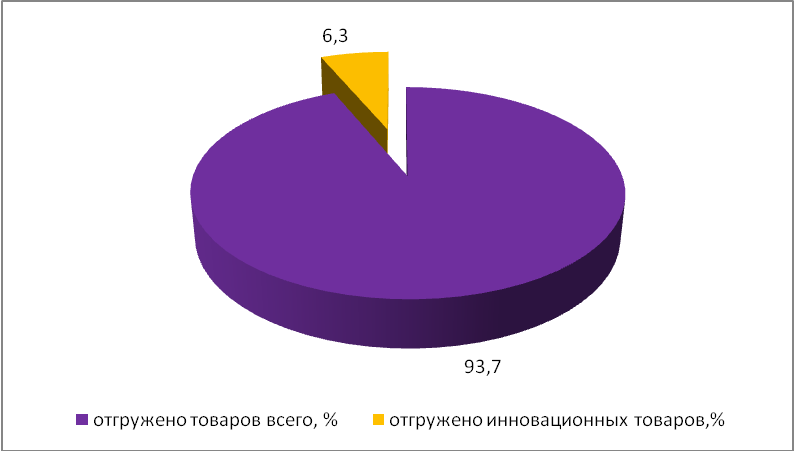 6,3
93,7
отгружено товаров всего, %
отгружено инновационных товаров,%